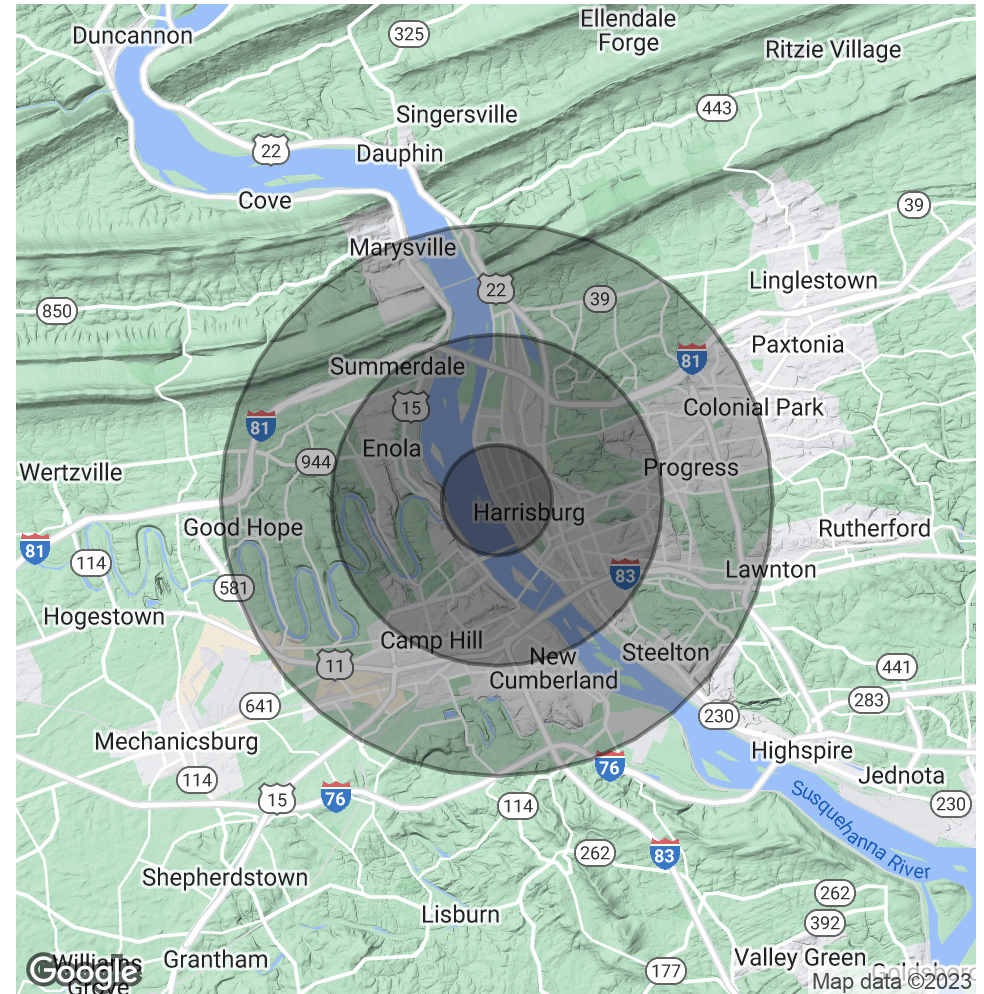 Duncannon
325
Ellendale
Forge
Ritzie Village
443
Singersville
22
Dauphin
Cove
39
Marysville
Linglestown
22
39
850
Paxtonia
81
Summerdale
15
Colonial Park
81
Enola
944
Progress
Wertzville
Harrisburg
Good Hope
Rutherford
81
114
Lawnton
83
581
Hogestown
Camp Hill
Steelton
New
Cumberland
11
441
283
641
230
Mechanicsburg
Highspire
76
Jednota
114
15
76
114
230
Susquehanna River
262
83
Shepherdstown
262
Lisburn
392
Grantham
Valley Green
Williams
Grove
Google
177
Goldsboro
Map data ©2023